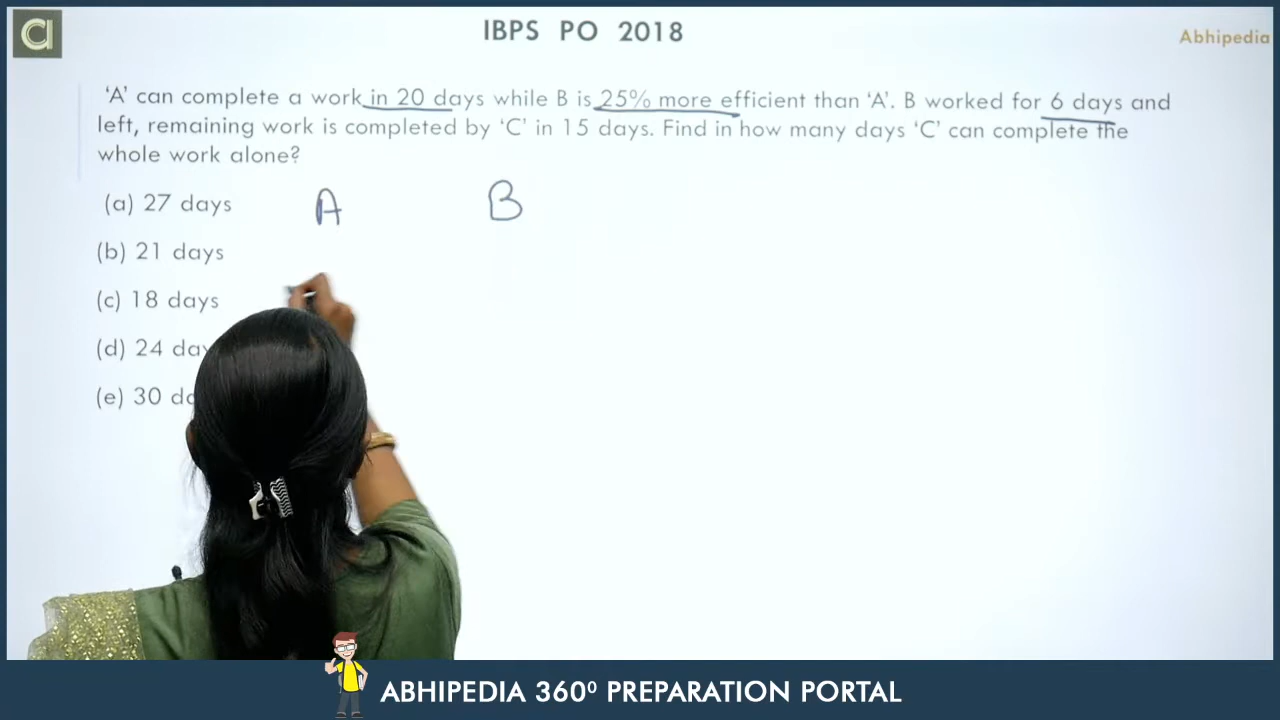 IBPS PO 2018
Abhipedia
'A' can complete a work in 20 days while B is 25% more efficient than 'A'. B worked for 6 days and
left, remaining work is completed by 'C' in 15 days. Find in how many days 'C' can complete the
whole work alone?
(a) 27 days
A B
(b) 21 days
(c) 18 days
(d) 24
(e) 30
ABHIPEDIA 360⁰ PREPARATION PORTAL